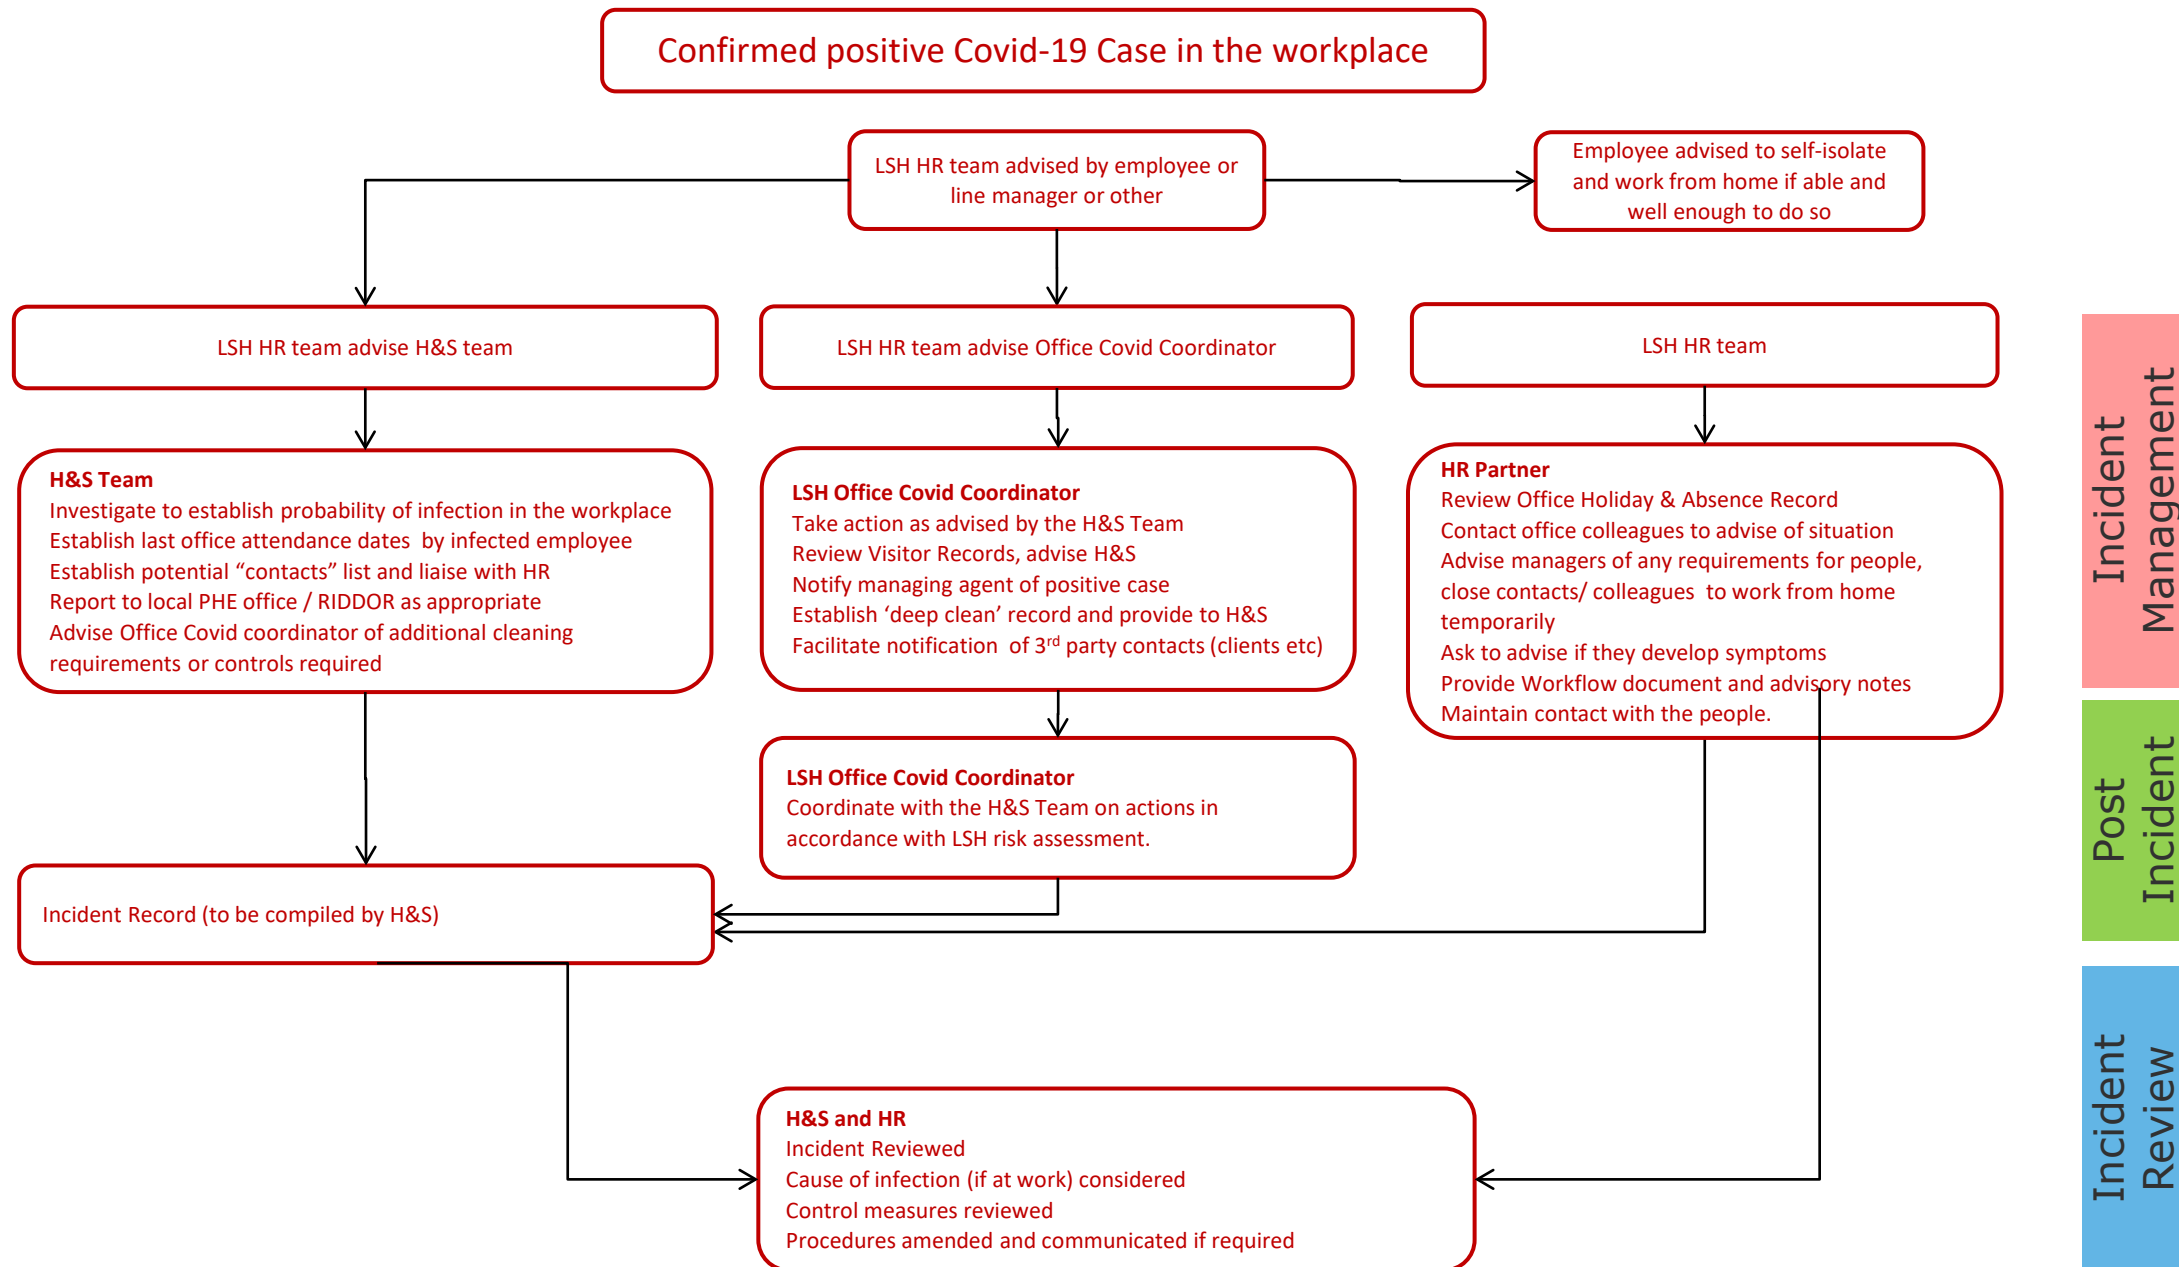 Confirmed positive Covid-19 Case in the workplace
LSH HR team advised by employee or
line manager or other
Employee advised to self-isolate
and work from home if able and
well enough to do so
LSH HR team advise H&S team
LSH HR team advise Office Covid Coordinator
LSH HR team
H&S Team
Investigate to establish probability of infection in the workplace
Establish last office attendance dates by infected employee
Establish potential “contacts” list and liaise with HR
Report to local PHE office / RIDDOR as appropriate
Advise Office Covid coordinator of additional cleaning
requirements or controls required
LSH Office Covid Coordinator
Take action as advised by the H&S Team
Review Visitor Records, advise H&S
Notify managing agent of positive case
Establish ‘deep clean’ record and provide to H&S
Facilitate notification of 3rd party contacts (clients etc)
HR Partner
Review Office Holiday & Absence Record
Contact office colleagues to advise of situation
Advise managers of any requirements for people,
close contacts/ colleagues to work from home
temporarily
Ask to advise if they develop symptoms
Provide Workflow document and advisory notes
Maintain contact with the people.
Incident
Management
LSH Office Covid Coordinator
Coordinate with the H&S Team on actions in
accordance with LSH risk assessment.
Post
Incident
Incident Record (to be compiled by H&S)
H&S and HR
Incident Reviewed
Cause of infection (if at work) considered
Control measures reviewed
Procedures amended and communicated if required
Incident
Review